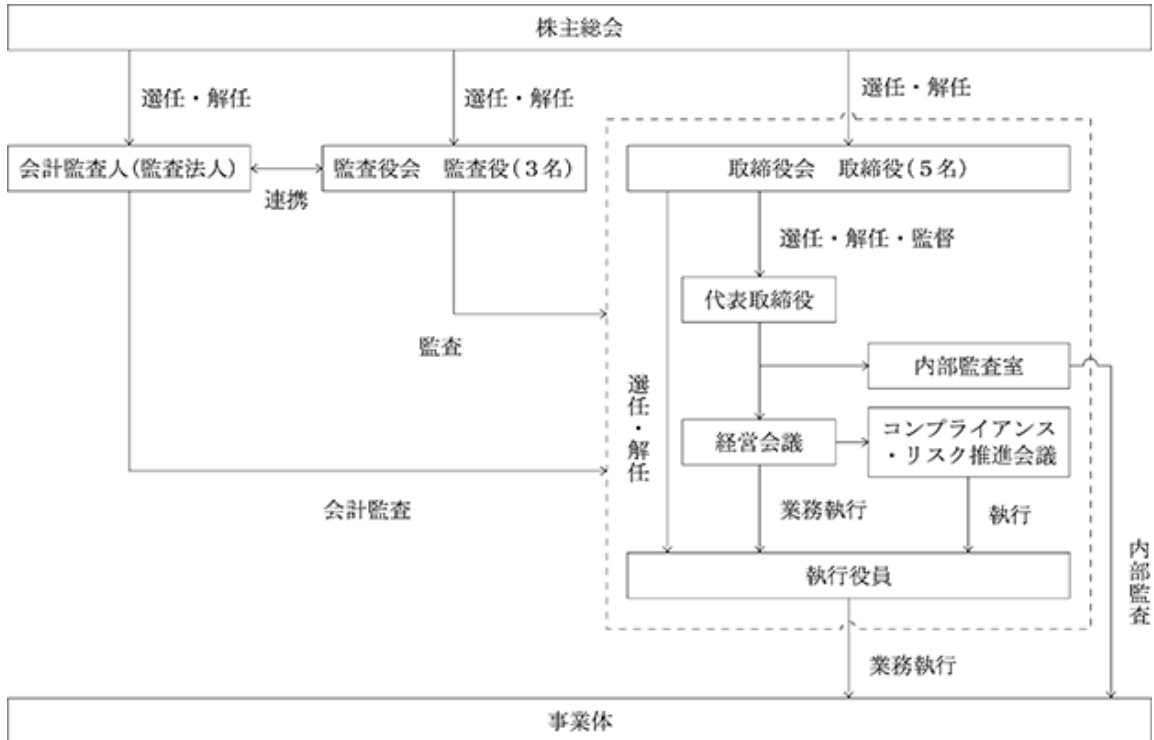 株主総会
選任・解任
選任・解任
選任・解任
会計監査人(監査法人)
連携
監査役会 監査役(3名)
取締役会 取締役(5名)
選任・解任・監督
代表取締役
監査
内部監査室
選任・解任
経営会議
コンプライアンス
・リスク推進会議
会計監査
業務執行
執行
執行役員
内部監査
業務執行
事業体